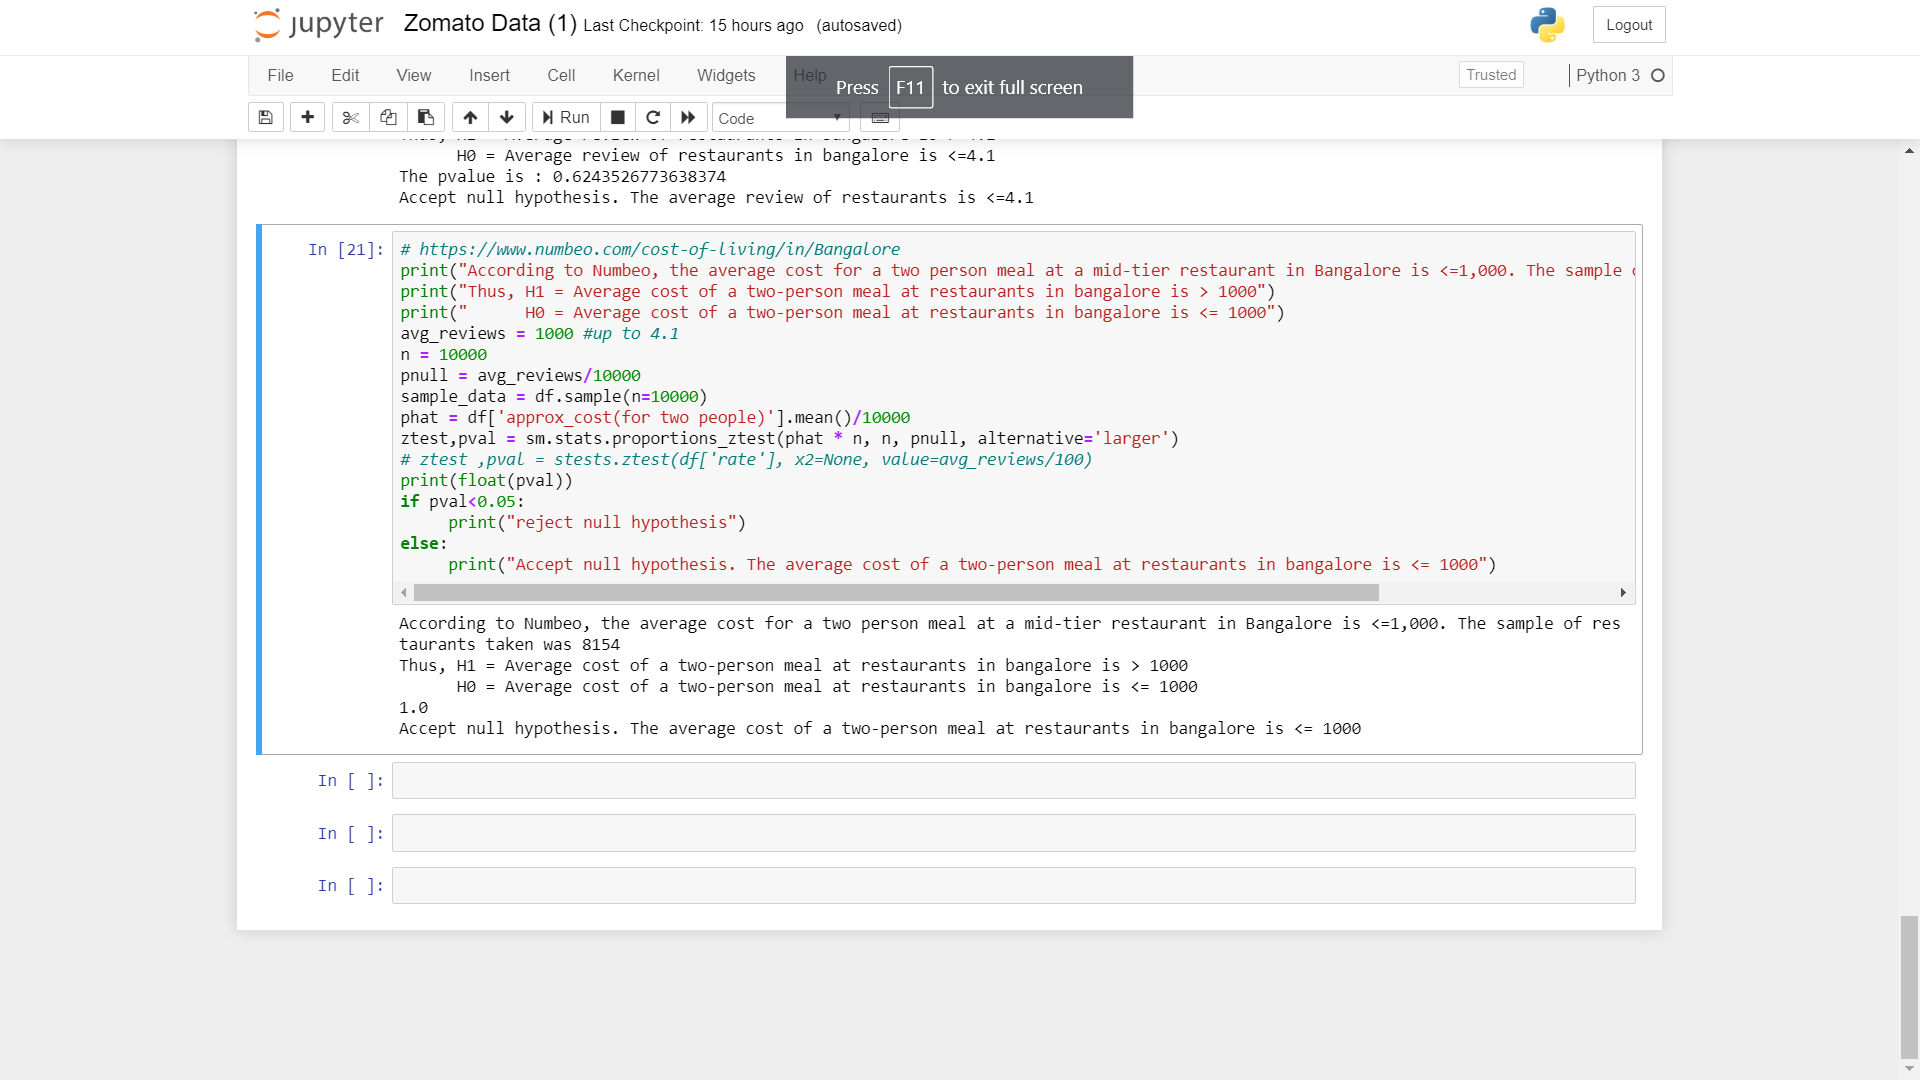 jupyter Zomato Data (1) Last Checkpoint: 15 hours ago (autosaved) Logout
File Edit View Insert Cell Kernel Widgets Help Trusted Python 3
Press F11 to exit full screen
Run Code
H0 = Average review of restaurants in bangalore is <=4.1
The pvalue is : 0.6243526773638374
Accept null hypothesis. The average review of restaurants is <=4.1
In [21]: # https://www.numbeo.com/cost-of-living/in/Bangalore
print("According to Numbeo, the average cost for a two person meal at a mid-tier restaurant in Bangalore is <=1,000. The sample
print("Thus, H1 = Average cost of a two-person meal at restaurants in bangalore is > 1000")
print("      H0 = Average cost of a two-person meal at restaurants in bangalore is <= 1000")
avg_reviews = 1000 #up to 4.1
n = 10000
pnull = avg_reviews/10000
sample_data = df.sample(n=10000)
phat = df['approx_cost(for two people)'].mean()/10000
ztest,pval = sm.stats.proportions_ztest(phat * n, n, pnull, alternative='larger')
# ztest ,pval = stests.ztest(df['rate'], x2=None, value=avg_reviews/100)
print(float(pval))
if pval<0.05:
     print("reject null hypothesis")
else:
     print("Accept null hypothesis. The average cost of a two-person meal at restaurants in bangalore is <= 1000")
According to Numbeo, the average cost for a two person meal at a mid-tier restaurant in Bangalore is <=1,000. The sample of res
taurants taken was 8154
Thus, H1 = Average cost of a two-person meal at restaurants in bangalore is > 1000
      H0 = Average cost of a two-person meal at restaurants in bangalore is <= 1000
1.0
Accept null hypothesis. The average cost of a two-person meal at restaurants in bangalore is <= 1000
In [ ]:
In [ ]:
In [ ]: